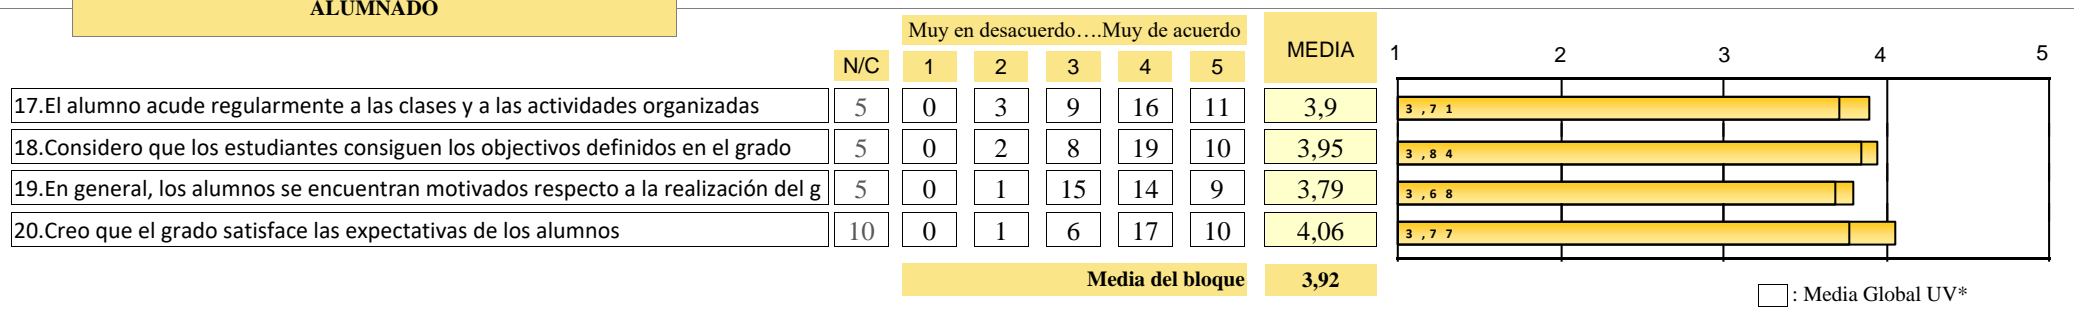 ALUMNADO
Muy en desacuerdo….Muy de acuerdo
MEDIA
N/C 1 2 3 4 5
1 2 3 4 5
17.El alumno acude regularmente a las clases y a las actividades organizadas 5 0 3 9 16 11 3,9 3,71
18.Considero que los estudiantes consiguen los objectivos definidos en el grado 5 0 2 8 19 10 3,95 3,84
19.En general, los alumnos se encuentran motivados respecto a la realización del g 5 0 1 15 14 9 3,79 3,68
20.Creo que el grado satisface las expectativas de los alumnos 10 0 1 6 17 10 4,06 3,77
Media del bloque 3,92
: Media Global UV*